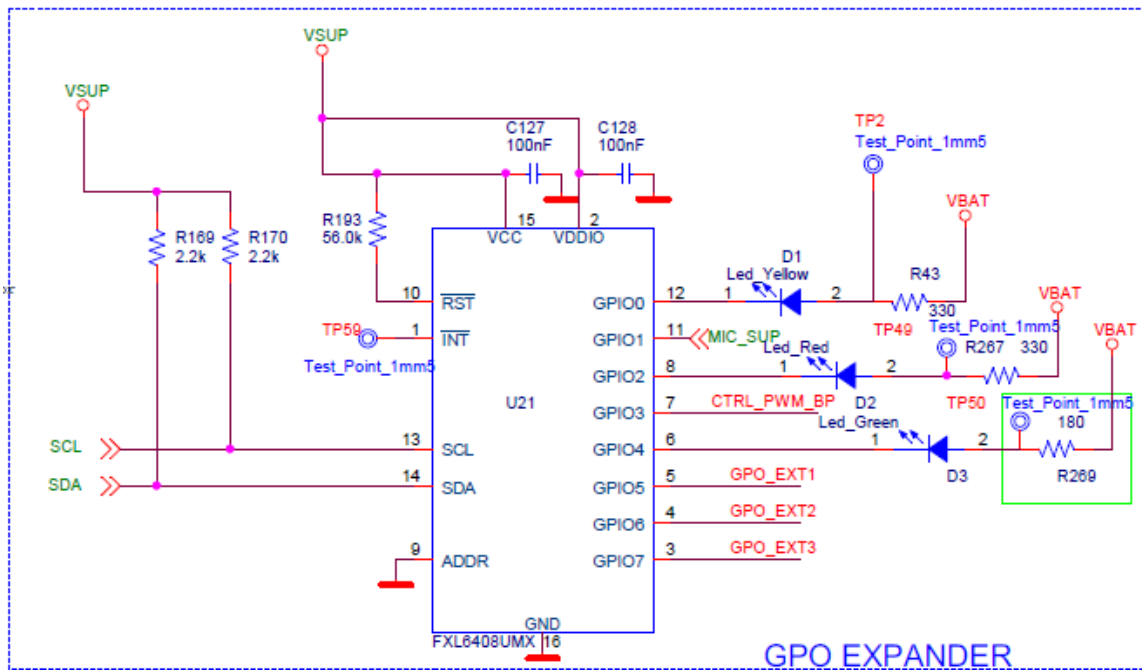 VSUP
VSUP
C127
100nF
C128
100nF
TP2
Test_Point_1mm5
VBAT
R169
2.2k
R170
2.2k
R193
56.0k
15
2
VCC
VDDIO
D1
Led_Yellow
R43
330
10
RST
GPIO0
12
1
2
VBAT
TP59
1
INT
GPIO1
11
MIC_SUP
TP49
Test_Point_1mm5
VBAT
Test_Point_1mm5
Led_Red
R267
330
GPIO2
8
1
2
U21
GPIO3
7
CTRL_PWM_BP
D2
TP50
Test_Point_1mm5
Led_Green
180
SCL
13
SCL
GPIO4
6
1
2
D3
R269
SDA
14
SDA
GPIO5
5
GPO_EXT1
GPIO6
4
GPO_EXT2
9
ADDR
GPIO7
3
GPO_EXT3
GND
FXL6408UMX
16
GPO EXPANDER